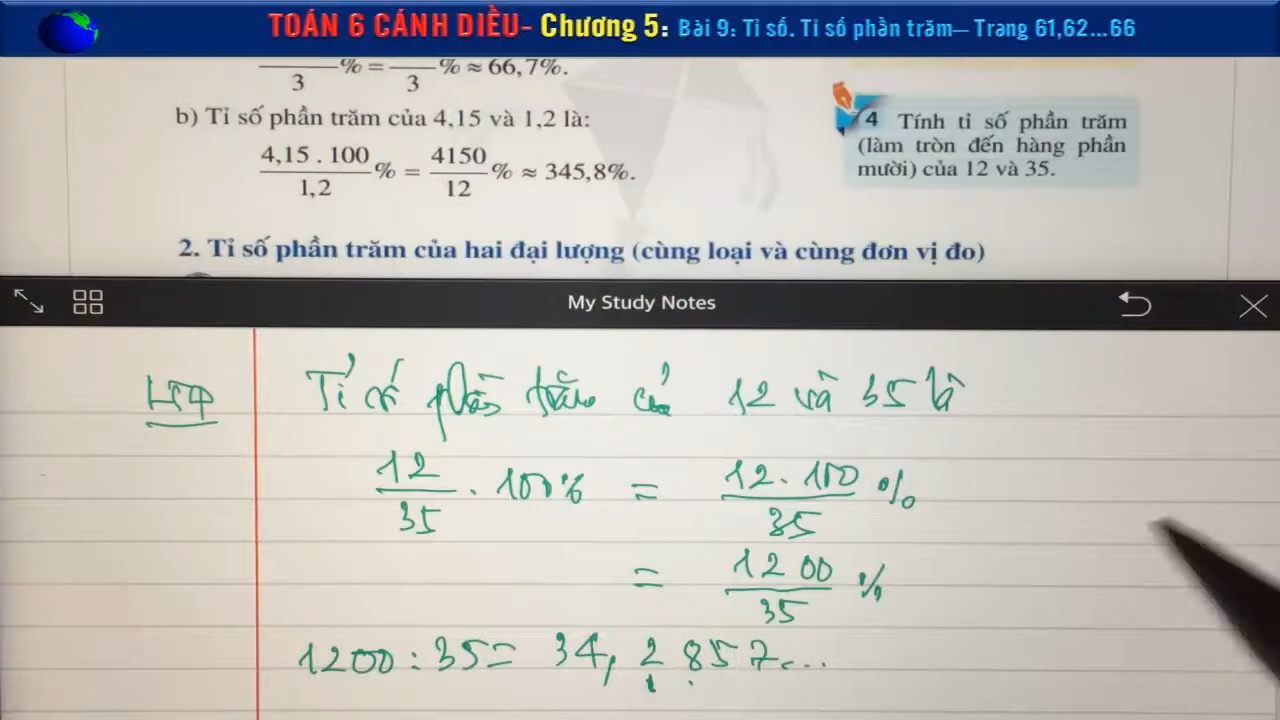 TOÁN 6 CÁNH DIỀU- Chương 5: Bài 9: Tỉ số. Tỉ số phần trăm– Trang 61,62...66
3 % = 3 % ≈ 66,7%.
b) Tỉ số phần trăm của 4,15 và 1,2 là:
4,15 . 100 / 1,2 % = 4150 / 12 % ≈ 345,8%.
4 Tính tỉ số phần trăm
(làm tròn đến hàng phần
mười) của 12 và 35.
2. Tỉ số phần trăm của hai đại lượng (cùng loại và cùng đơn vị đo)
My Study Notes
Tỉ số phần trăm của 12 và 35 là
12 / 35 . 100% = 12 . 100 / 35 %
= 1200 / 35 %
1200 : 35 = 34, 2857...